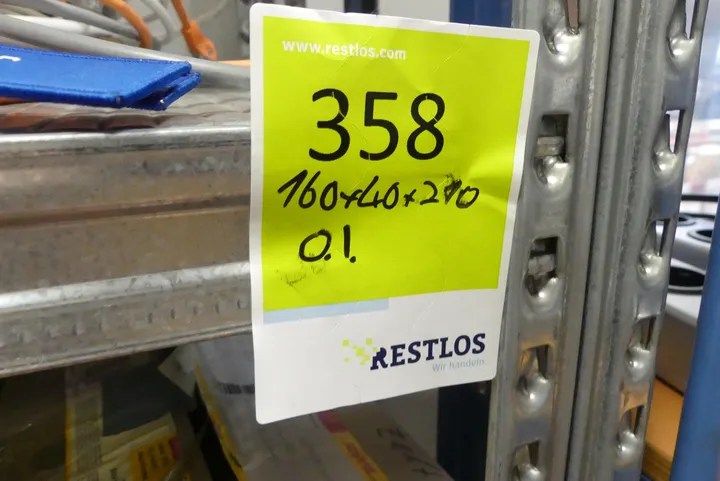 www.restlos.com
358
160x40x210
O.I.
RESTLOS
Wir handeln